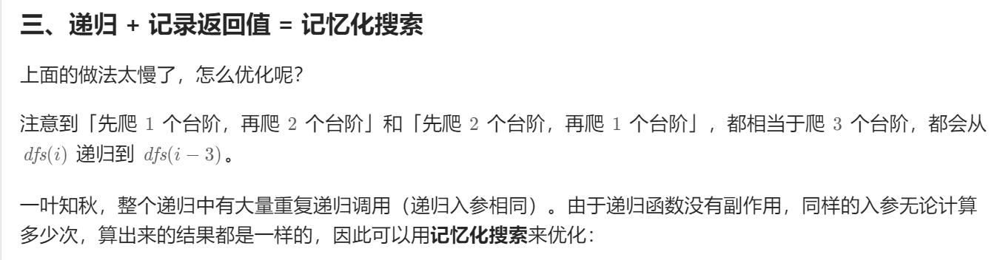 三、递归 + 记录返回值 = 记忆化搜索
上面的做法太慢了，怎么优化呢？
注意到「先爬 1 个台阶，再爬 2 个台阶」和「先爬 2 个台阶，再爬 1 个台阶」，都相当于爬 3 个台阶，都会从
dfs(i) 递归到 dfs(i − 3)。
一叶知秋，整个递归中有大量重复递归调用（递归入参相同）。由于递归函数没有副作用，同样的入参无论计算
多少次，算出来的结果都是一样的，因此可以用记忆化搜索来优化：